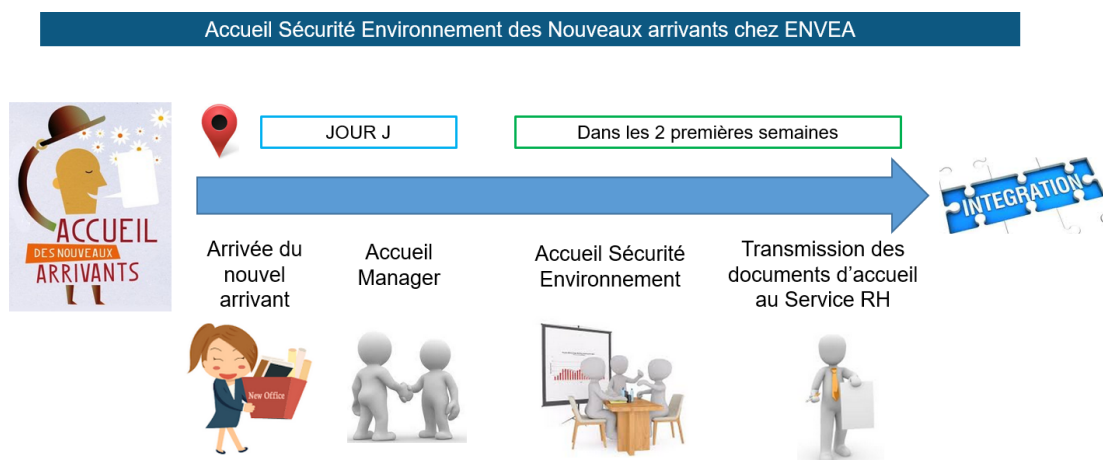 Accueil Sécurité Environnement des Nouveaux arrivants chez ENVEA
JOUR J
Dans les 2 premières semaines
ACCUEIL
DES NOUVEAUX
ARRIVANTS
INTEGRATION
Arrivée du
nouvel
arrivant
Accueil
Manager
Accueil Sécurité
Environnement
Transmission des
documents d’accueil
au Service RH
New Office